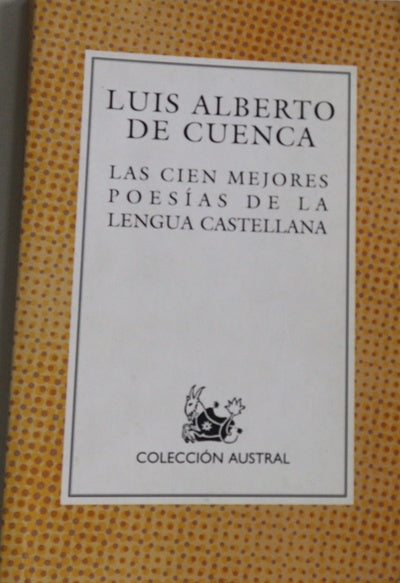 LUIS ALBERTO
DE CUENCA
LAS CIEN MEJORES
POESÍAS DE LA
LENGUA CASTELLANA
COLECCIÓN AUSTRAL